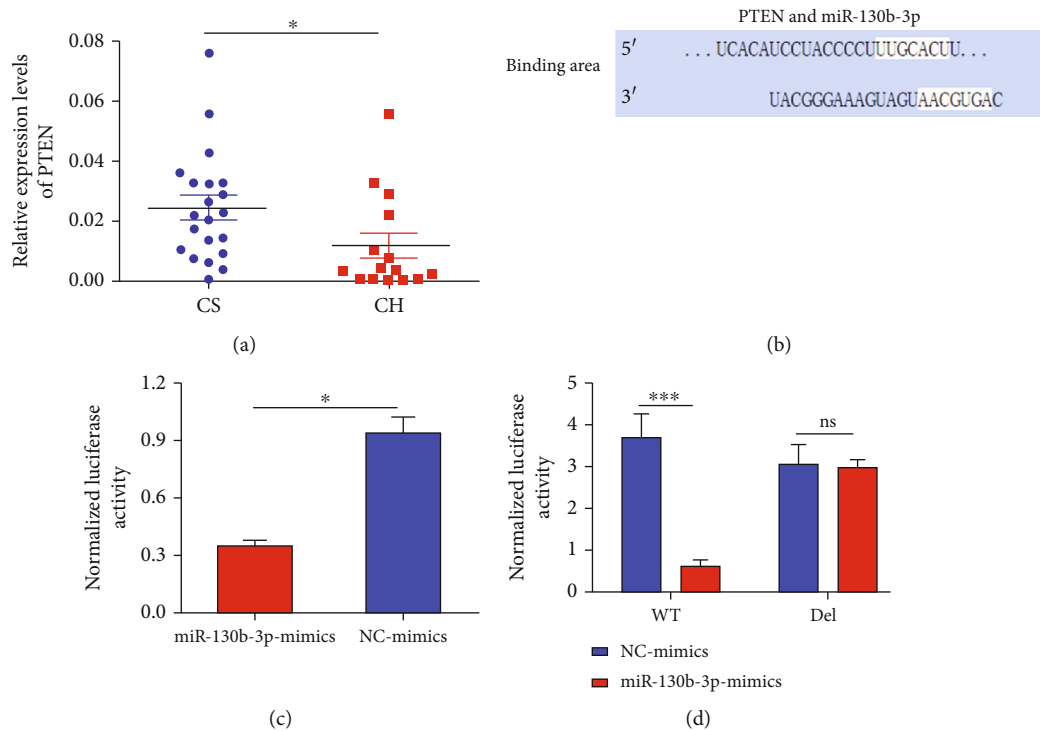 *
0.08
0.06
0.04
0.02
0.00
Relative expression levels
of PTEN
CS
CH
(a)
PTEN and miR-130b-3p
Binding area
5′ ...UCACAUCCUACCCCUUUGCACUU...
3′ UACGGGAAAGUAGUAACGUGAC
(b)
*
1.2
0.9
0.6
0.3
0.0
Normalized luciferase
activity
miR-130b-3p-mimics
NC-mimics
(c)
***
ns
5
4
3
2
1
0
Normalized luciferase
activity
WT
Del
NC-mimics
miR-130b-3p-mimics
(d)